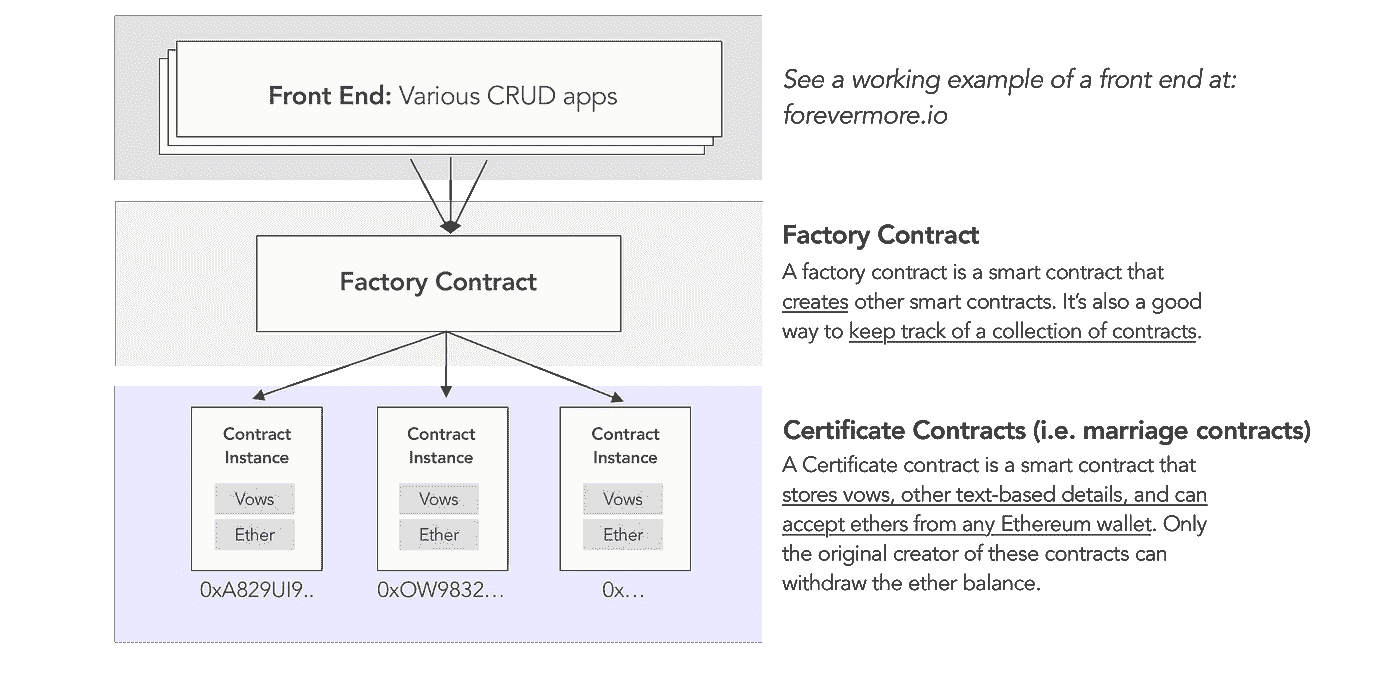 Front End: Various CRUD apps
See a working example of a front end at:
forevermore.io
Factory Contract
Factory Contract
A factory contract is a smart contract that
creates other smart contracts. It’s also a good
way to keep track of a collection of contracts.
Contract
Instance
Vows
Ether
0xA829UI9..
Contract
Instance
Vows
Ether
0xOW9832...
Contract
Instance
Vows
Ether
0x...
Certificate Contracts (i.e. marriage contracts)
A Certificate contract is a smart contract that
stores vows, other text-based details, and can
accept ethers from any Ethereum wallet. Only
the original creator of these contracts can
withdraw the ether balance.